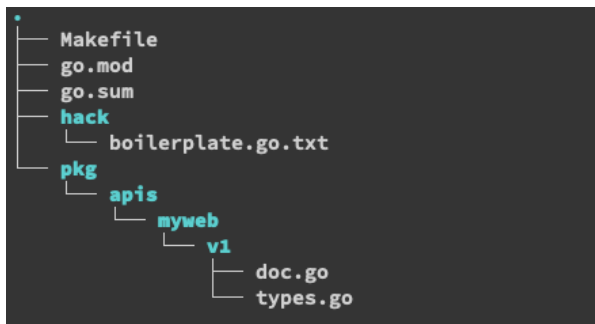 .
Makefile
go.mod
go.sum
hack
boilerplate.go.txt
pkg
apis
myweb
v1
doc.go
types.go